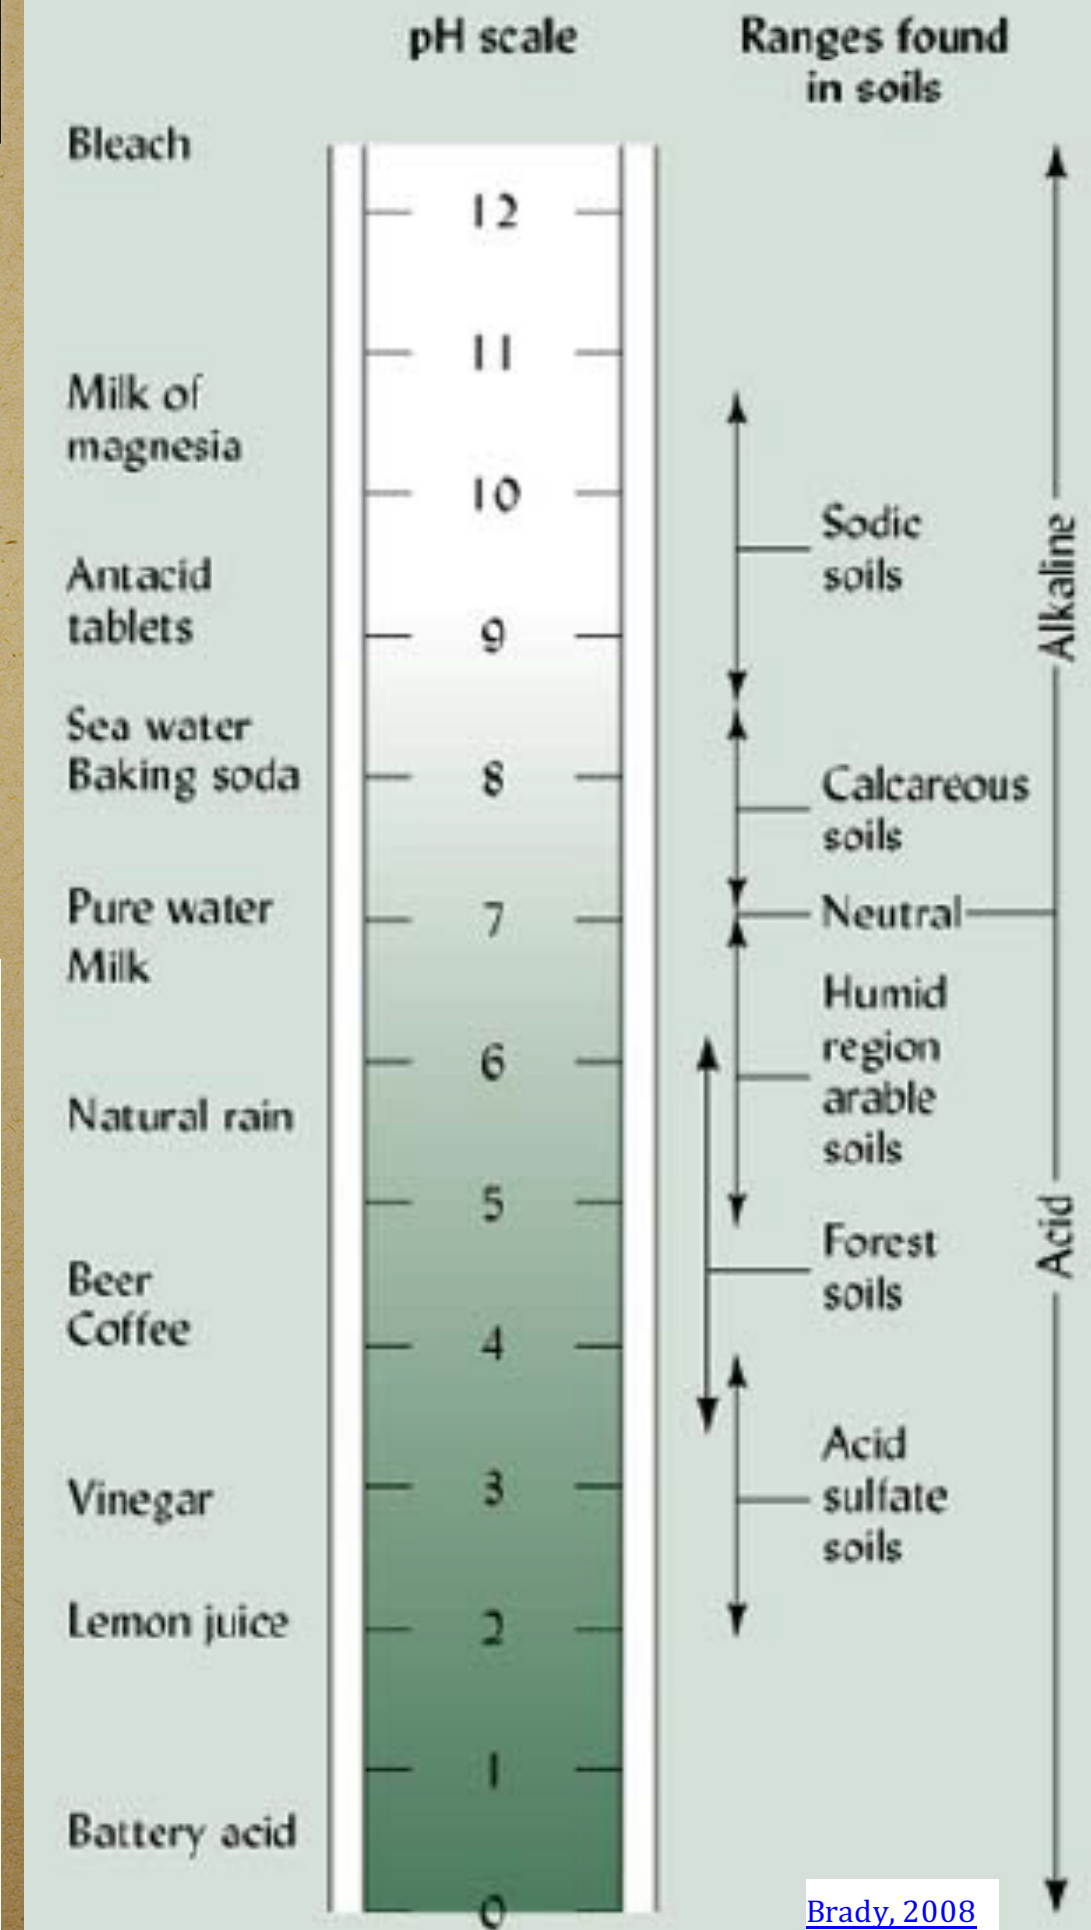 pH scale
Ranges found
in soils
Bleach
Milk of
magnesia
Antacid
tablets
Sea water
Baking soda
Pure water
Milk
Natural rain
Beer
Coffee
Vinegar
Lemon juice
Battery acid
12
11
10
9
8
7
6
5
4
3
2
1
0
Sodic
soils
Calcareous
soils
Neutral
Humid
region
arable
soils
Forest
soils
Acid
sulfate
soils
Alkaline
Acid
Brady, 2008